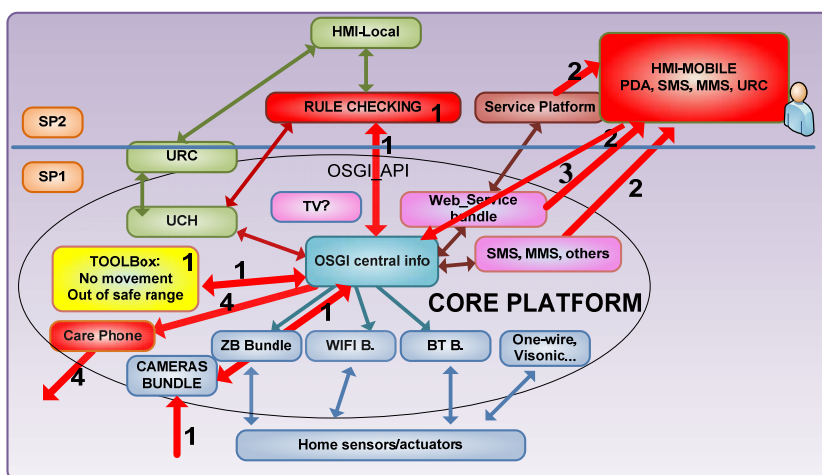 HMI-Local
HMI-MOBILE
PDA, SMS, MMS, URC
2
RULE CHECKING
1
Service Platform
SP2
1
2
URC
SP1
OSGI_API
3
2
TV?
Web_Service
bundle
UCH
TOOLBox:
No movement
Out of safe range
1
1
OSGI central info
SMS, MMS, others
4
1
CORE PLATFORM
Care Phone
ZB Bundle
WIFI B.
BT B.
One-wire,
Visonic...
4
CAMERAS
BUNDLE
1
Home sensors/actuators